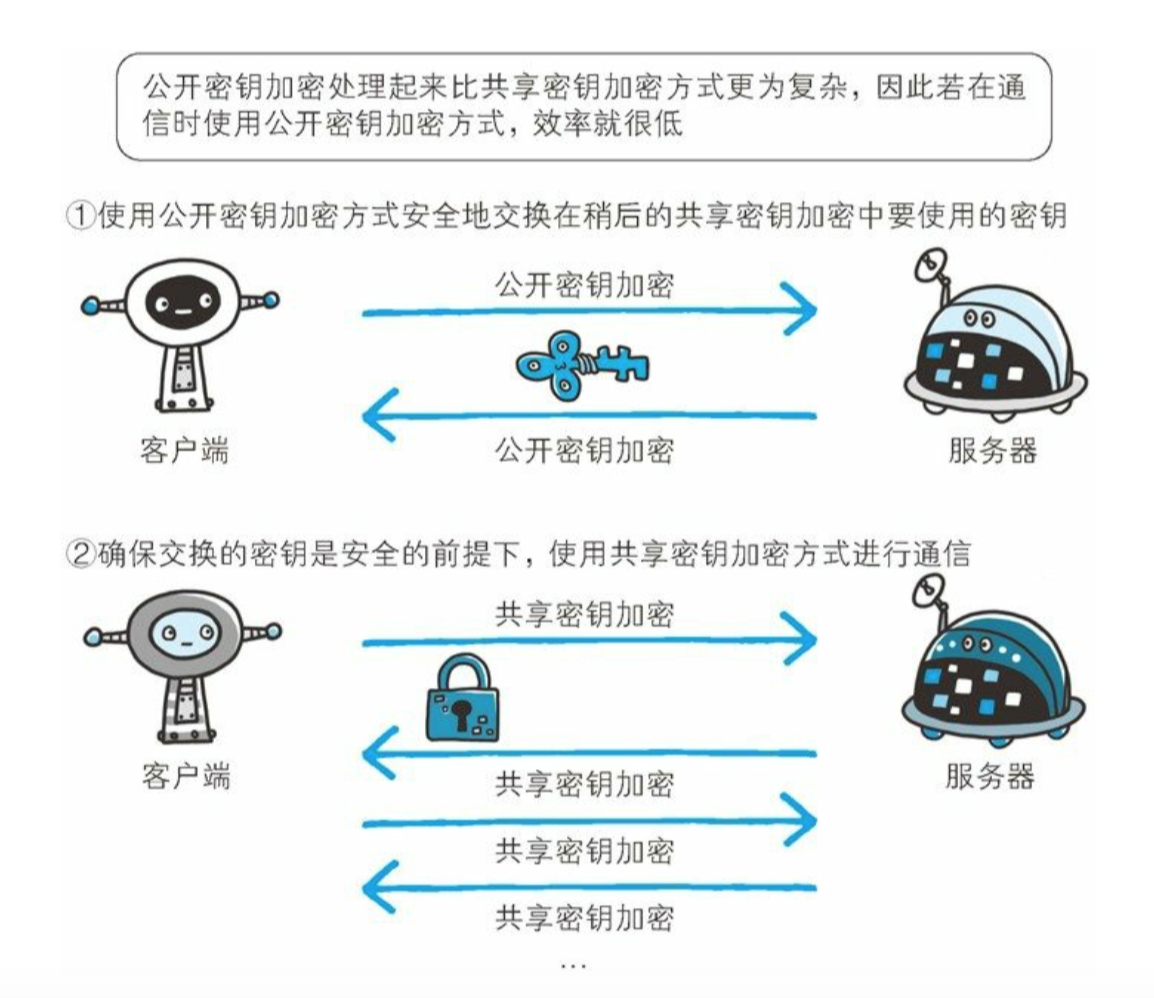 公开密钥加密处理起来比共享密钥加密方式更为复杂，因此若在通
信时使用公开密钥加密方式，效率就很低
①使用公开密钥加密方式安全地交换在稍后的共享密钥加密中要使用的密钥
公开密钥加密
公开密钥加密
客户端
服务器
②确保交换的密钥是安全的前提下，使用共享密钥加密方式进行通信
共享密钥加密
共享密钥加密
客户端
服务器
共享密钥加密
共享密钥加密
…